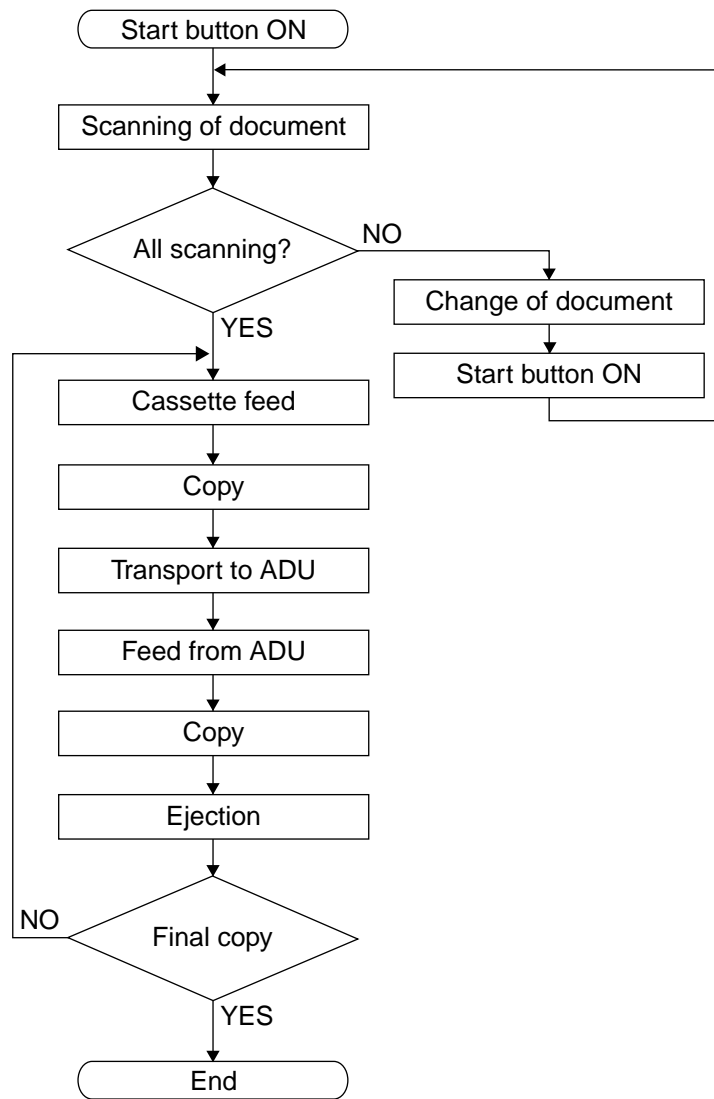 Start button ON
Scanning of document
All scanning?
NO
Change of document
YES
Start button ON
Cassette feed
Copy
Transport to ADU
Feed from ADU
Copy
Ejection
NO
Final copy
YES
End